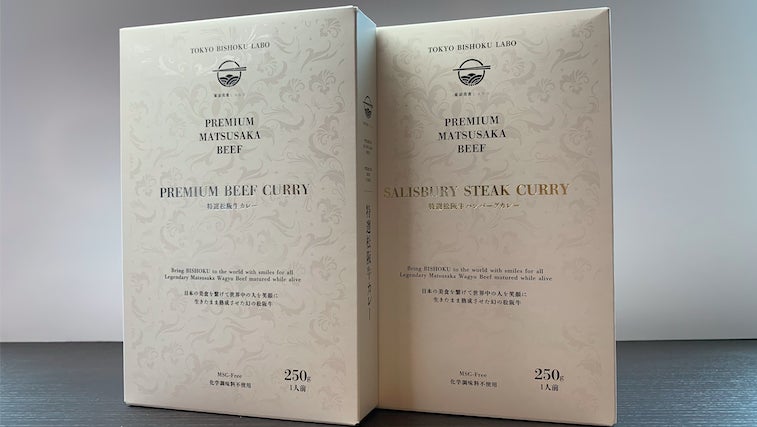 TOKYO BISHOKU LABO
PREMIUM
MATSUSAKA
BEEF
PREMIUM BEEF CURRY
特選松阪牛カレー
Bring BISHOKU to the world with smiles for all
Legendary Matsusaka Wagyu Beef matured while alive
日本の美食を繋げて世界中の人を笑顔に
生きたまま熟成させた幻の松阪牛
MSG-Free
化学調味料不使用
250g
1人前
特選松阪牛カレー
TOKYO BISHOKU LABO
PREMIUM
MATSUSAKA
BEEF
SALISBURY STEAK CURRY
特選松阪牛ハンバーグカレー
Bring BISHOKU to the world with smiles for all
Legendary Matsusaka Wagyu Beef matured while alive
日本の美食を繋げて世界中の人を笑顔に
生きたまま熟成させた幻の松阪牛
MSG-Free
化学調味料不使用
250g
1人前